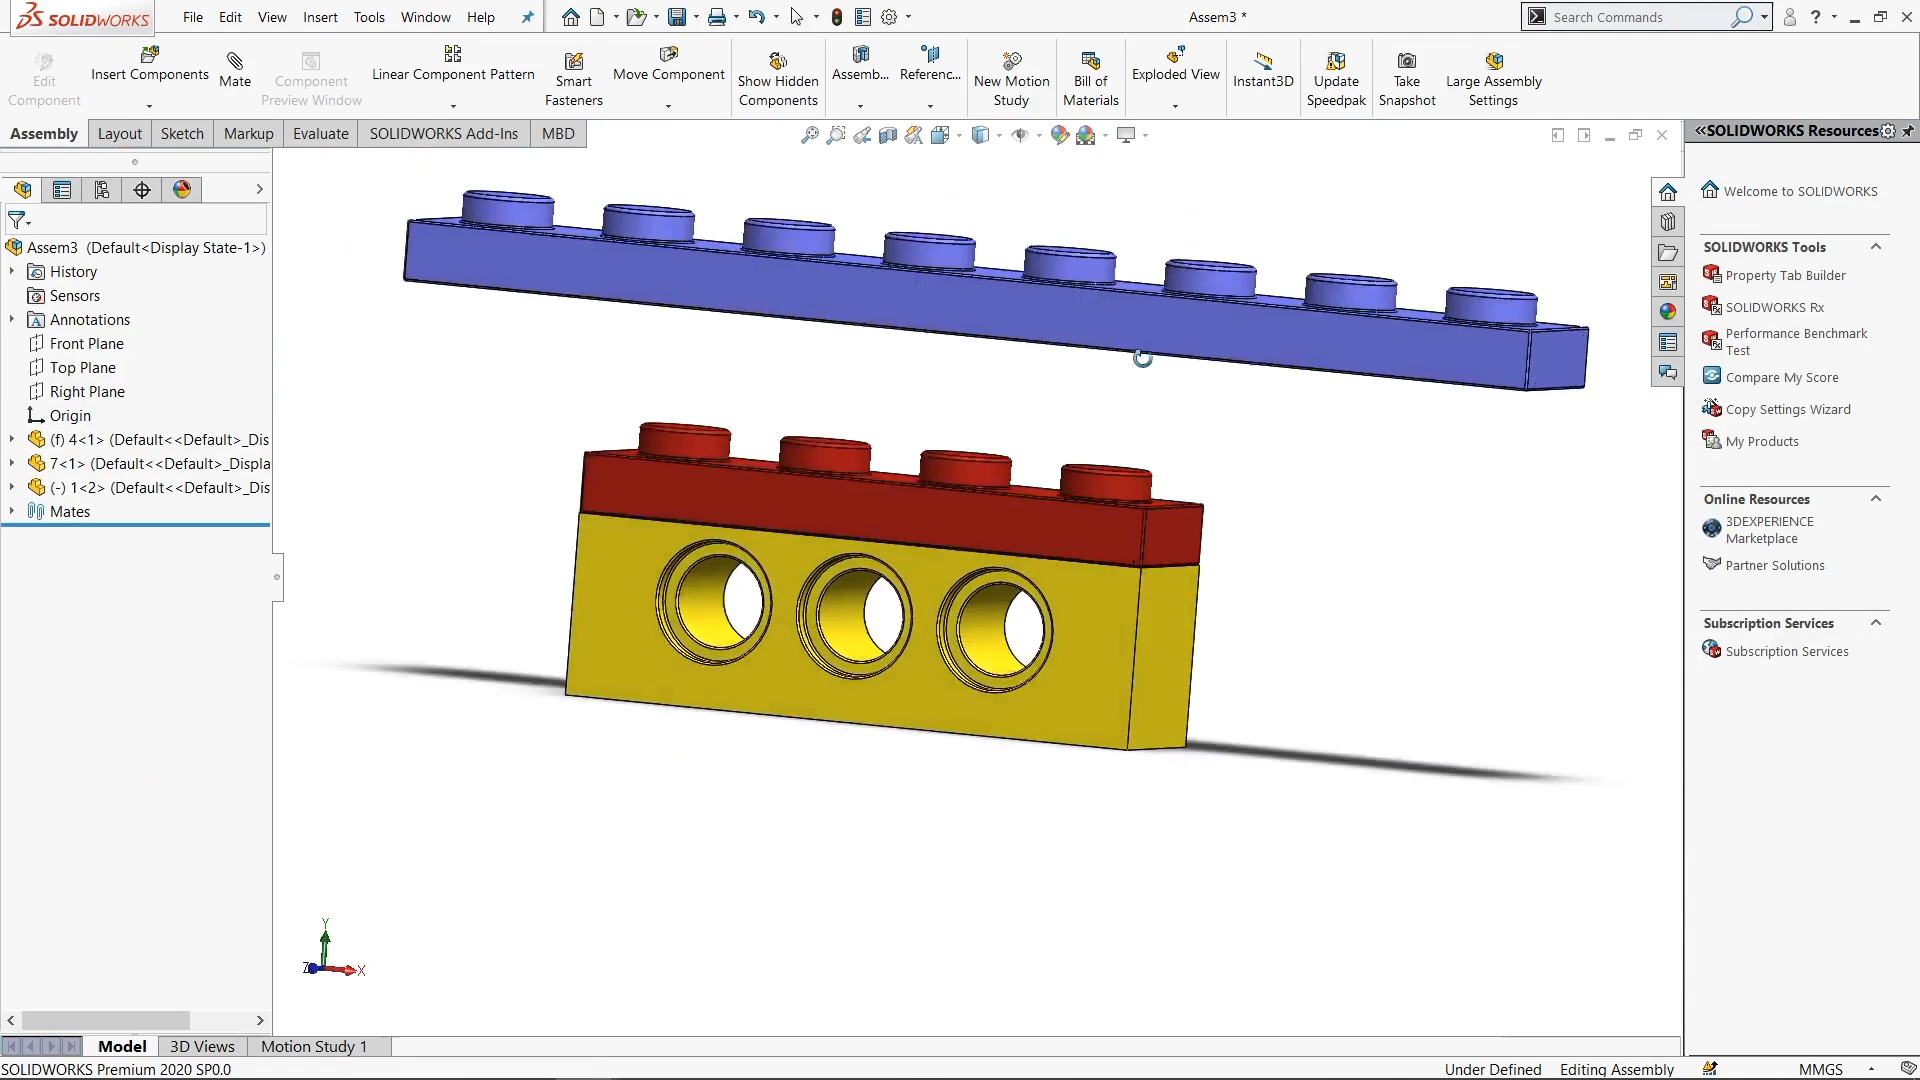 SOLIDWORKS
File Edit View Insert Tools Window Help
Assem3 *
Search Commands
?
Edit Component
Insert Components
Mate
Component Preview Window
Linear Component Pattern
Smart Fasteners
Move Component
Show Hidden Components
Assemb...
Referenc...
New Motion Study
Bill of Materials
Exploded View
Instant3D
Update Speedpak
Take Snapshot
Large Assembly Settings
Assembly Layout Sketch Markup Evaluate SOLIDWORKS Add-Ins MBD
Assem3 (Default<Display State-1>)
History
Sensors
Annotations
Front Plane
Top Plane
Right Plane
Origin
(f) 4<1> (Default<<Default>_Dis
7<1> (Default<<Default>_Displa
(-) 1<2> (Default<<Default>_Dis
Mates
Y
Z
X
SOLIDWORKS Resources
Welcome to SOLIDWORKS
SOLIDWORKS Tools
Property Tab Builder
SOLIDWORKS Rx
Performance Benchmark
Test
Compare My Score
Copy Settings Wizard
My Products
Online Resources
3DEXPERIENCE
Marketplace
Partner Solutions
Subscription Services
Subscription Services
Model 3D Views Motion Study 1
SOLIDWORKS Premium 2020 SP0.0
Under Defined Editing Assembly MMGS